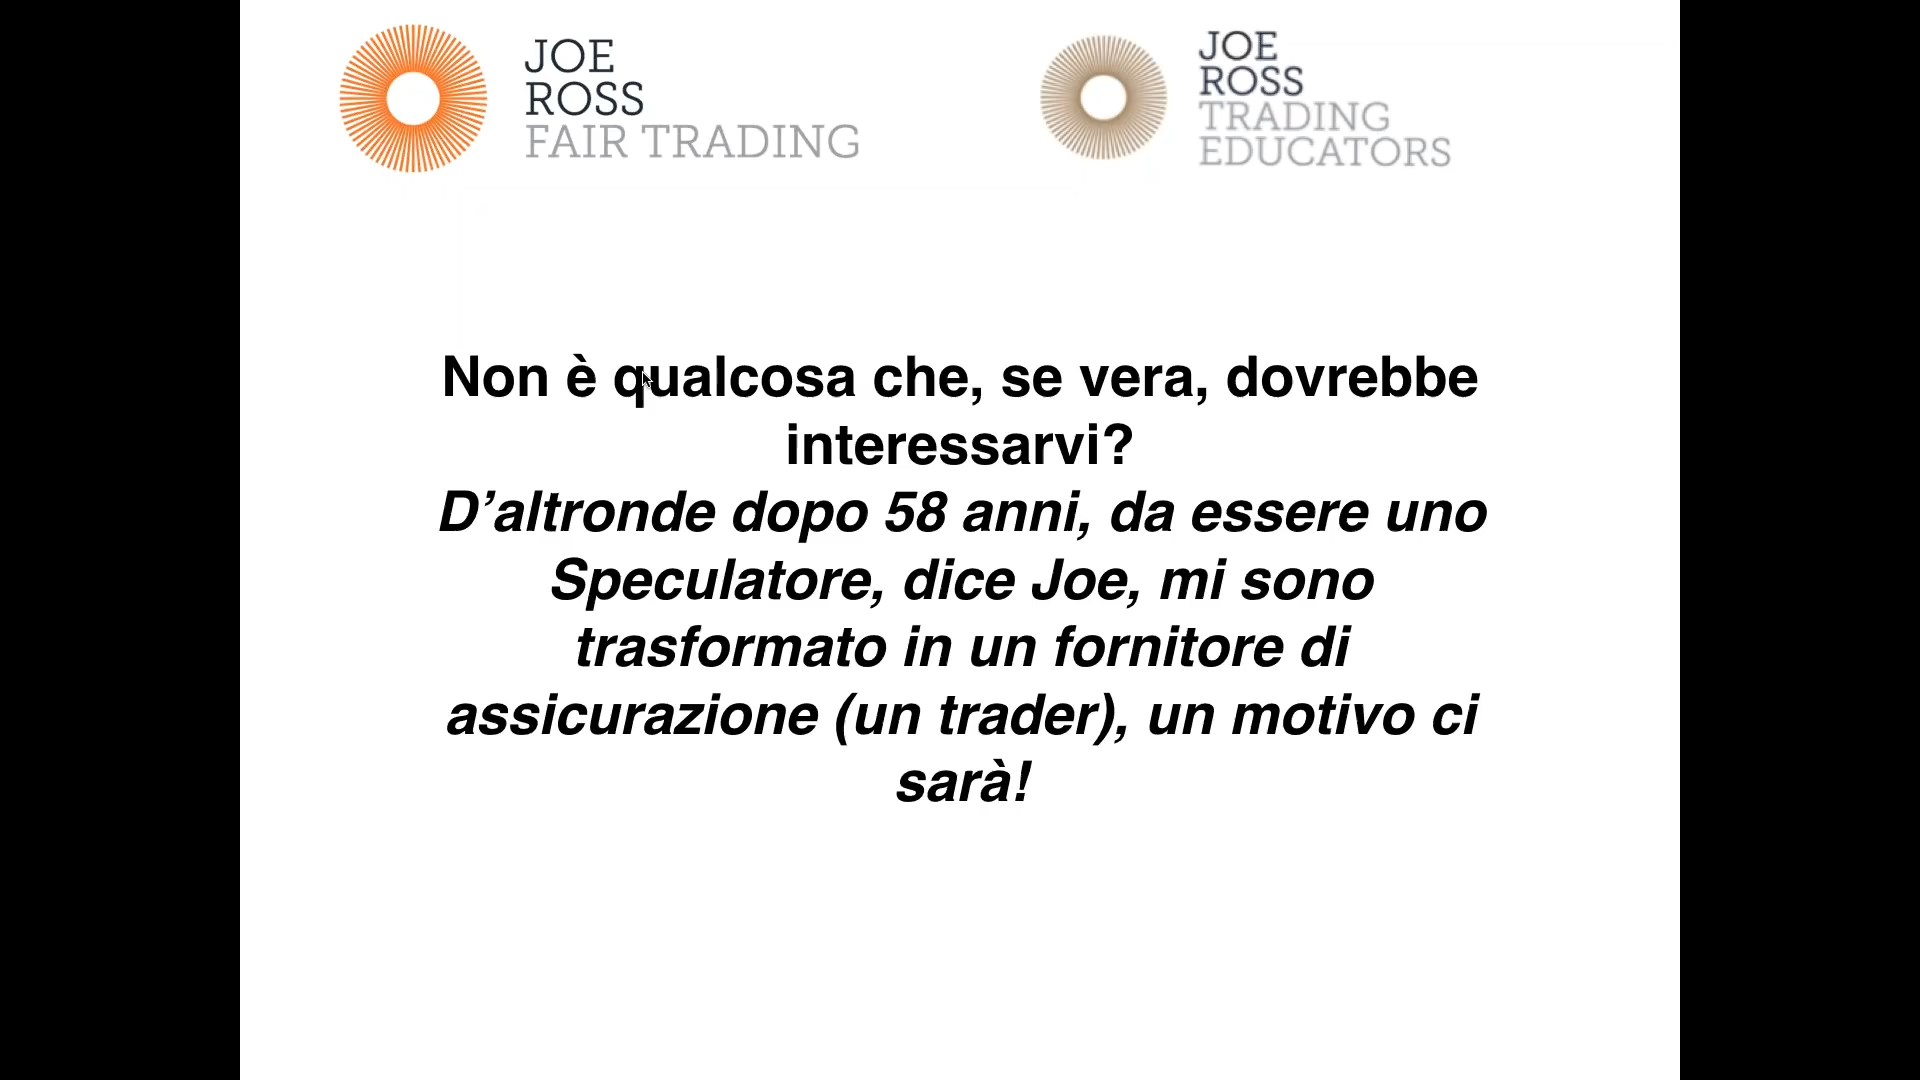 JOE
ROSS
FAIR TRADING
JOE
ROSS
TRADING
EDUCATORS
Non è qualcosa che, se vera, dovrebbe
interessarvi?
D’altronde dopo 58 anni, da essere uno
Speculatore, dice Joe, mi sono
trasformato in un fornitore di
assicurazione (un trader), un motivo ci
sarà!